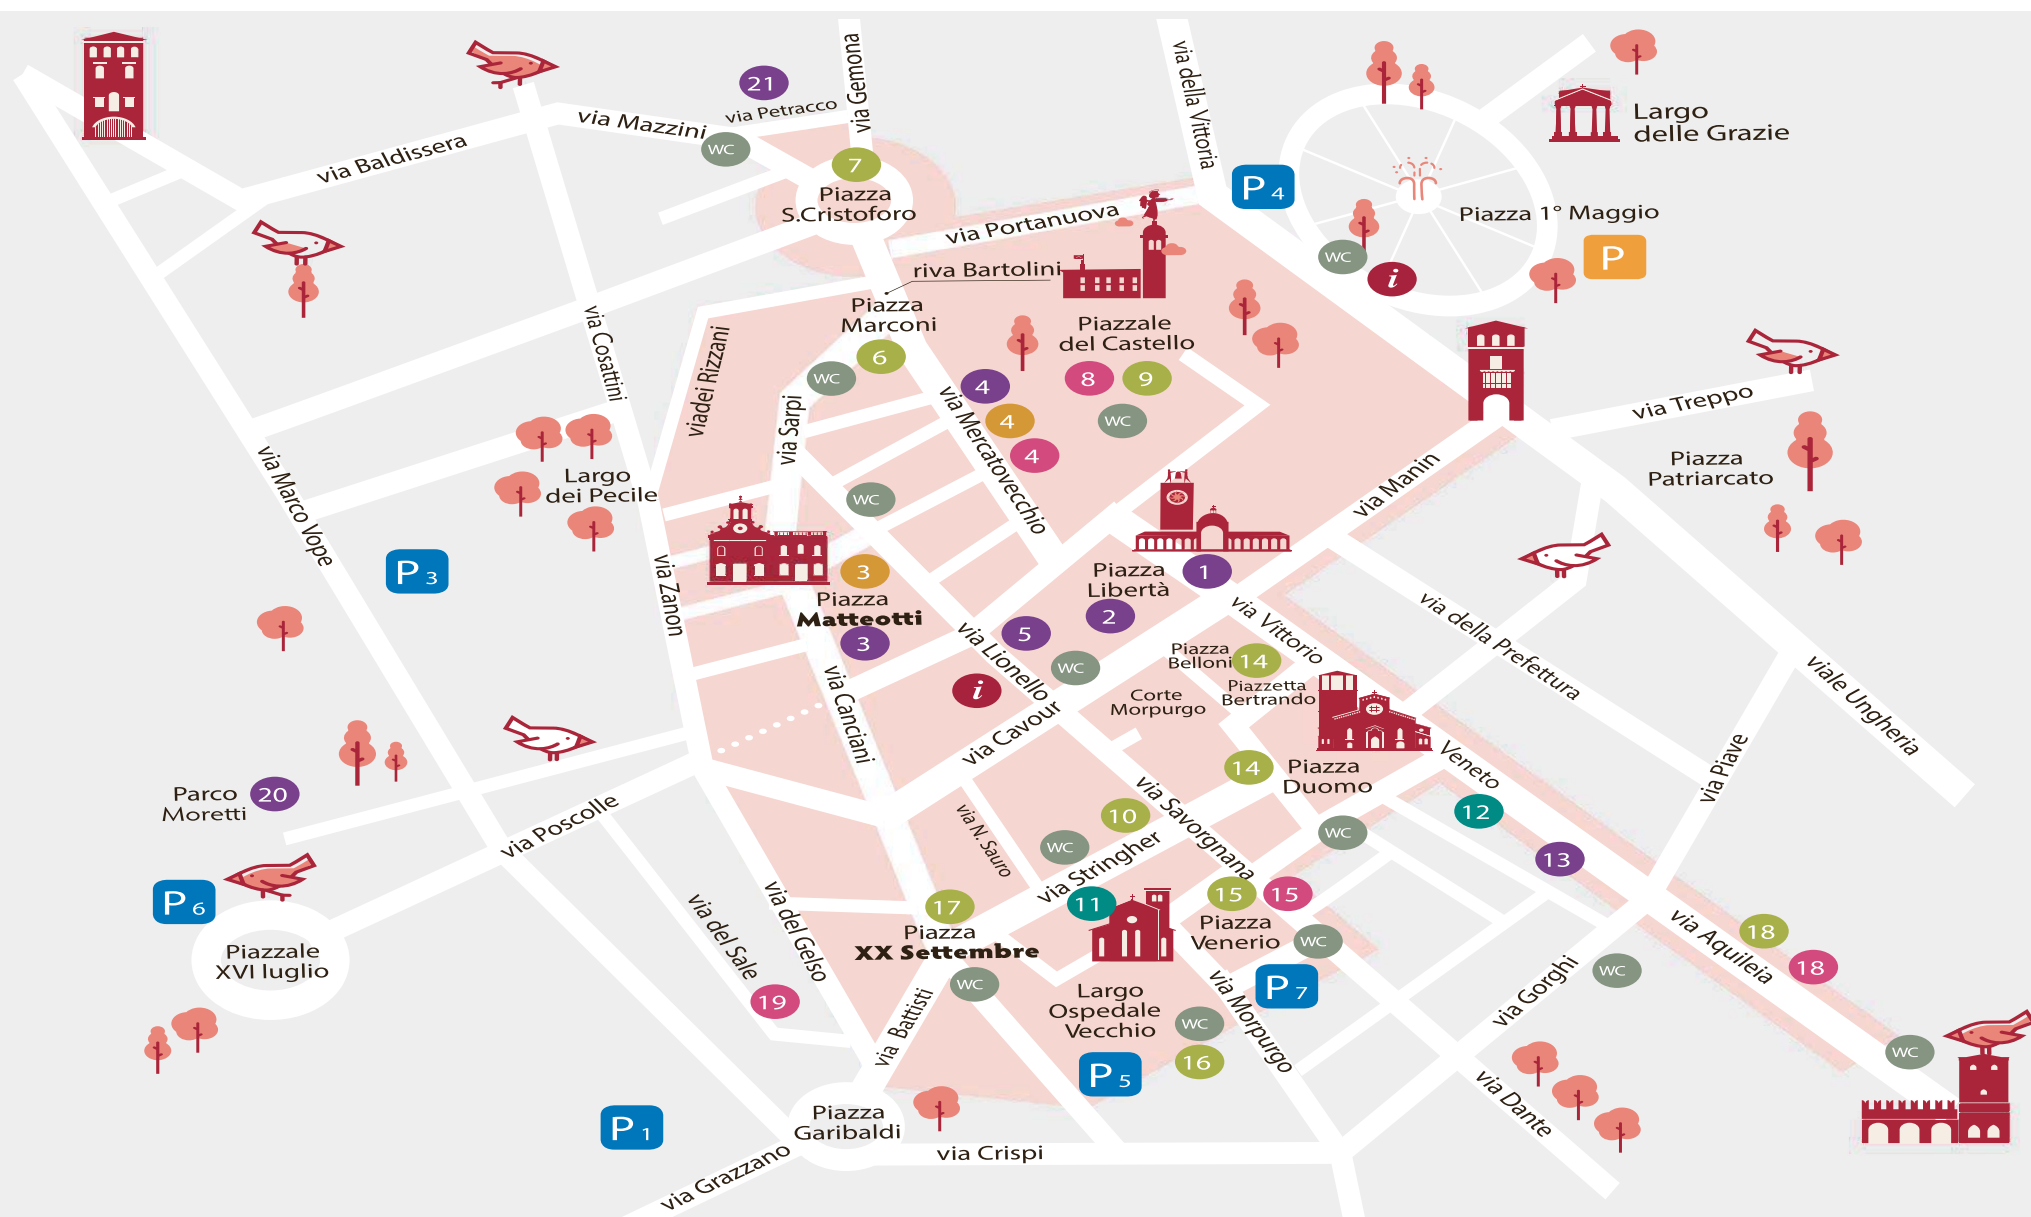 21
via Petracco
via Gemona
via Mazzini
WC
via Baldissera
7
Piazza
S.Cristoforo
via della Vittoria
P 4
Largo
delle Grazie
Piazza 1° Maggio
P
WC
i
via Portanuova
riva Bartolini
Piazza
Marconi
6
WC
Piazzale
del Castello
8
9
WC
4
4
4
via Cosattini
viadei Rizzani
via Sarpi
via Mercatovecchio
via Treppo
Piazza
Patriarcato
via Manin
Largo
dei Pecile
WC
via Marco Vope
P 3
via Zanon
3
Piazza
Matteotti
3
Piazza
Libertà
1
2
5
WC
via Lionello
i
via Vittorio
Piazza
Belloni
14
Piazzetta
Bertrando
Corte
Morpurgo
via della Prefettura
viale Ungheria
via Piave
Veneto
via Canciani
via Cavour
14
Piazza
Duomo
12
13
Parco
Moretti
20
via Poscolle
via N. Sauro
10
WC
via Stringher
via Savorgnana
WC
11
15
15
Piazza
Venerio
WC
P 6
Piazzale
XVI luglio
via del Sale
via del Gelso
19
17
Piazza
XX Settembre
WC
via Battisti
Largo
Ospedale
Vecchio
WC
16
P 5
P 7
via Morpurgo
via Gorghi
WC
via Aquileia
18
18
WC
via Dante
P 1
Piazza
Garibaldi
via Crispi
via Grazzano